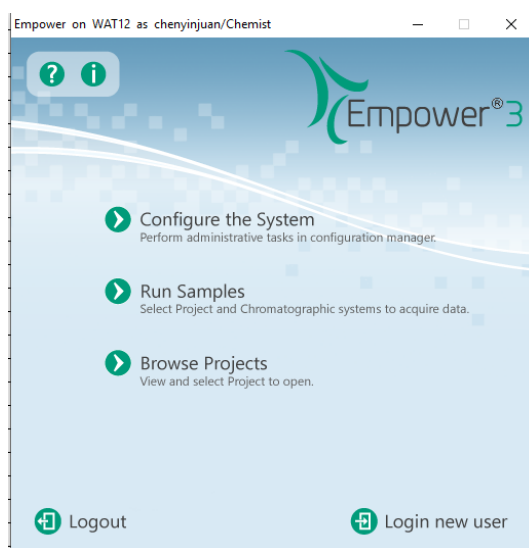 Empower on WAT12 as chenyinjuan/Chemist
? i
Empower®3
Configure the System
Perform administrative tasks in configuration manager.
Run Samples
Select Project and Chromatographic systems to acquire data.
Browse Projects
View and select Project to open.
Logout
Login new user